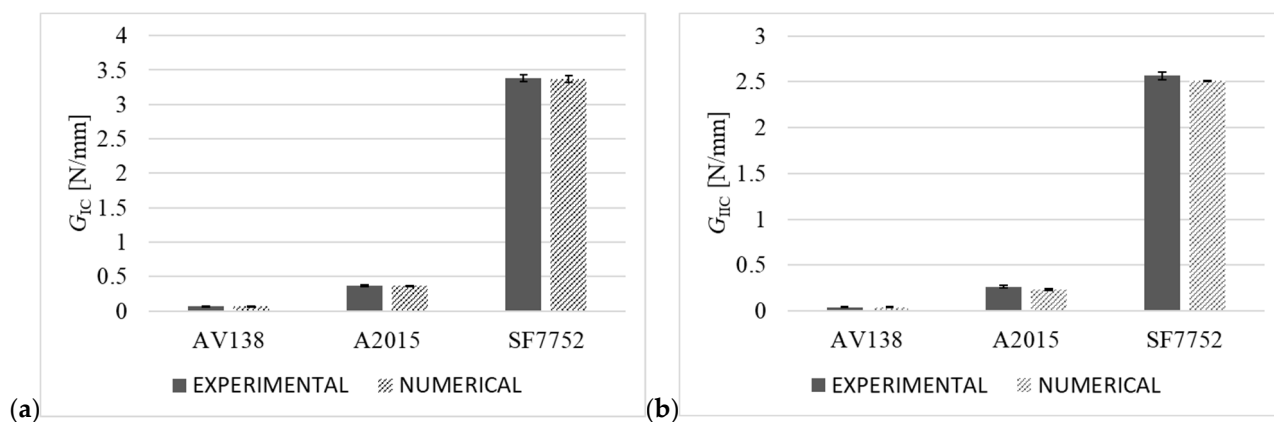 4
3.5
3
2.5
2
1.5
1
0.5
0
G_IC [N/mm]
AV138 A2015 SF7752
EXPERIMENTAL NUMERICAL
(a)
3
2.5
2
1.5
1
0.5
0
G_IIC [N/mm]
AV138 A2015 SF7752
EXPERIMENTAL NUMERICAL
(b)